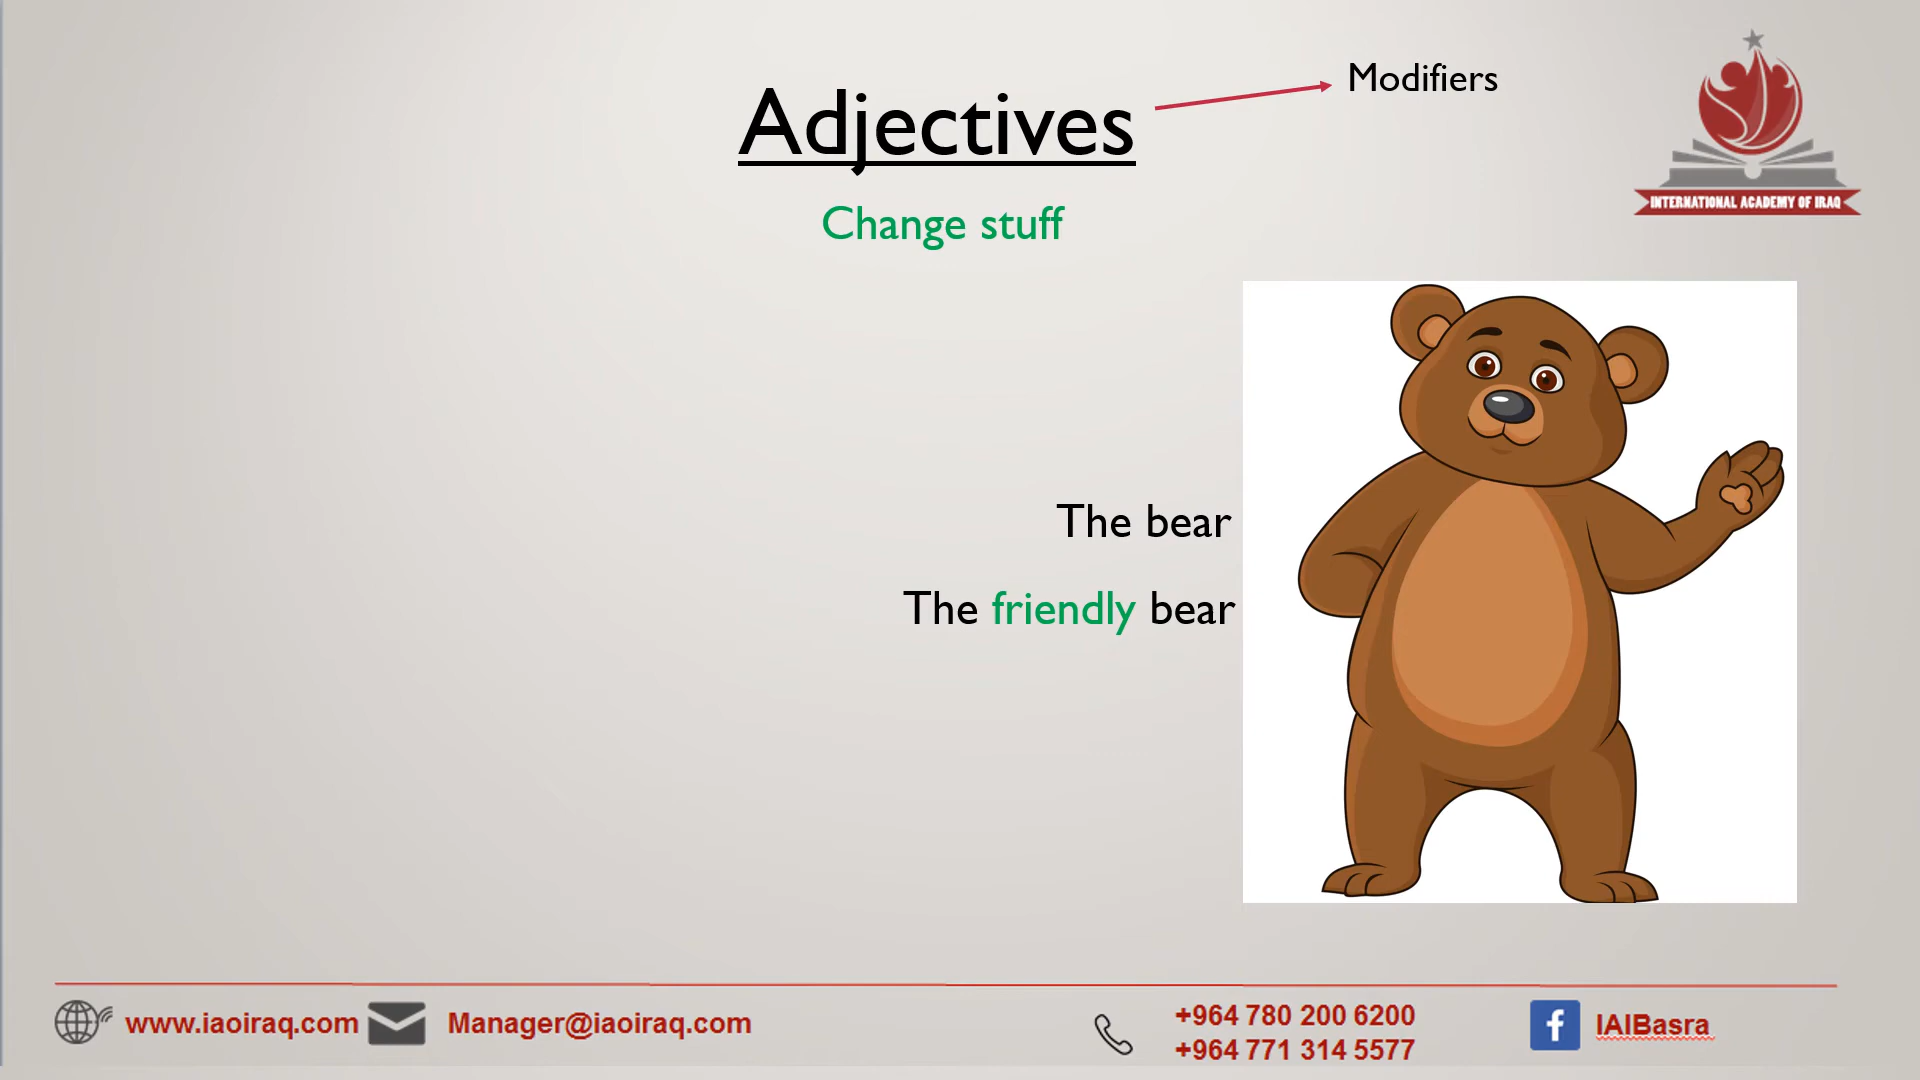 Modifiers
Adjectives
Change stuff
INTERNATIONAL ACADEMY OF IRAQ
The bear
The friendly bear
www.iaoiraq.com
Manager@iaoiraq.com
+964 780 200 6200
+964 771 314 5577
f
IAIBasra